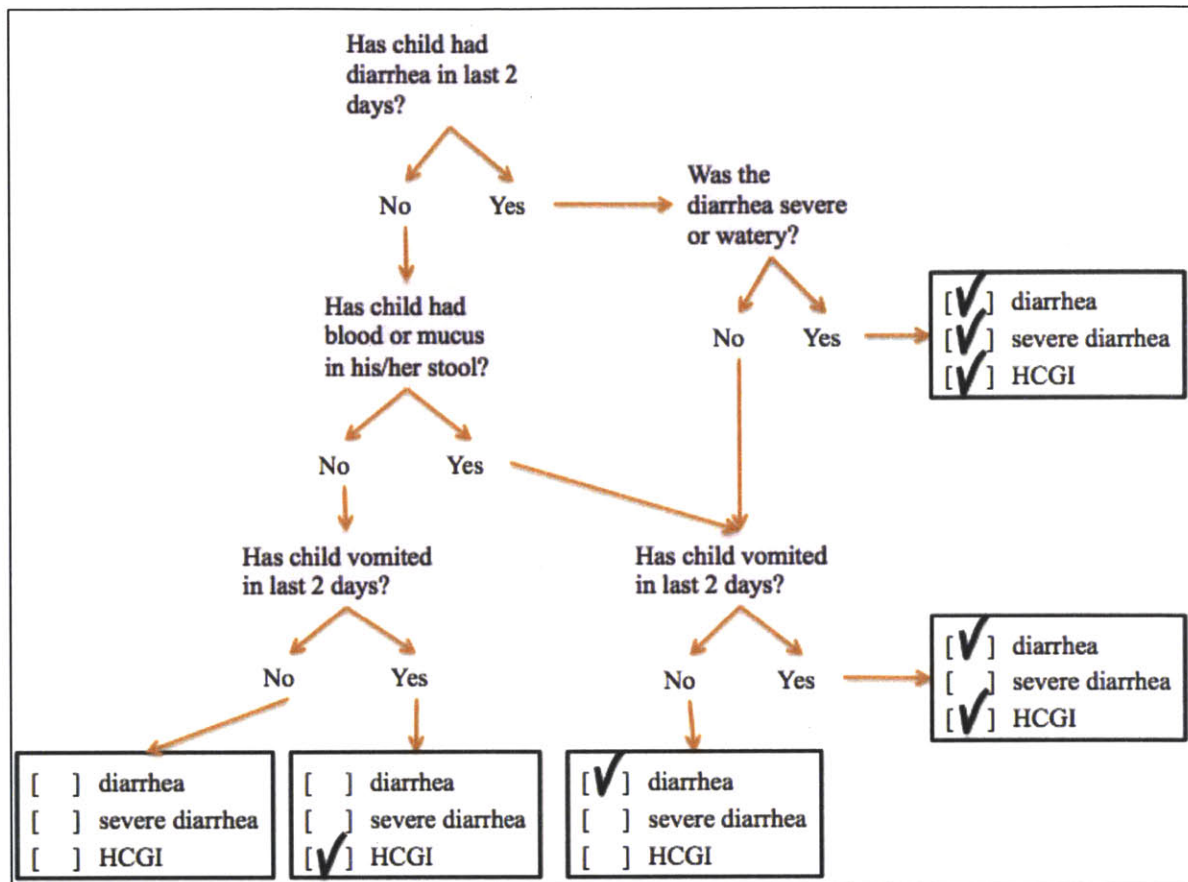 Has child had
diarrhea in last 2
days?
No
Yes
Was the
diarrhea severe
or watery?
Has child had
blood or mucus
in his/her stool?
No
Yes
[✓] diarrhea
[✓] severe diarrhea
[✓] HCGI
No
Yes
Has child vomited
in last 2 days?
Has child vomited
in last 2 days?
No
Yes
No
Yes
[✓] diarrhea
[ ] severe diarrhea
[✓] HCGI
[ ] diarrhea
[ ] severe diarrhea
[ ] HCGI
[ ] diarrhea
[ ] severe diarrhea
[✓] HCGI
[✓] diarrhea
[ ] severe diarrhea
[ ] HCGI